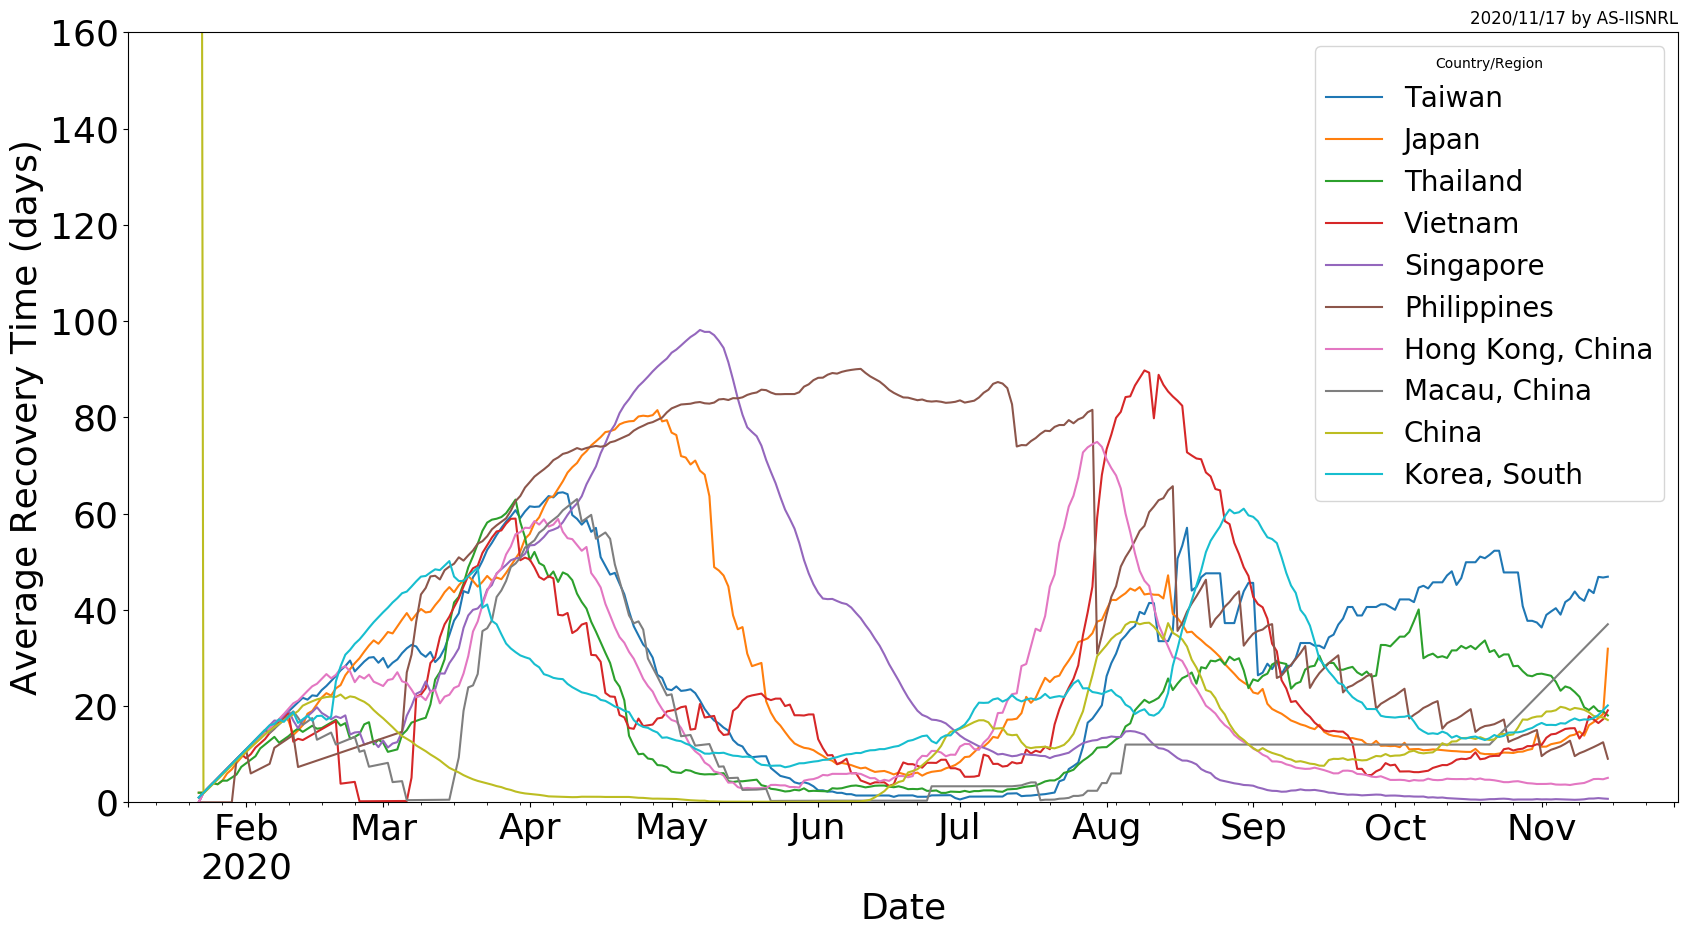 2020/11/17 by AS-IISNRL
Average Recovery Time (days)
160
140
120
100
80
60
40
20
0
Country/Region
Taiwan
Japan
Thailand
Vietnam
Singapore
Philippines
Hong Kong, China
Macau, China
China
Korea, South
Feb Mar Apr May Jun Jul Aug Sep Oct Nov
2020
Date